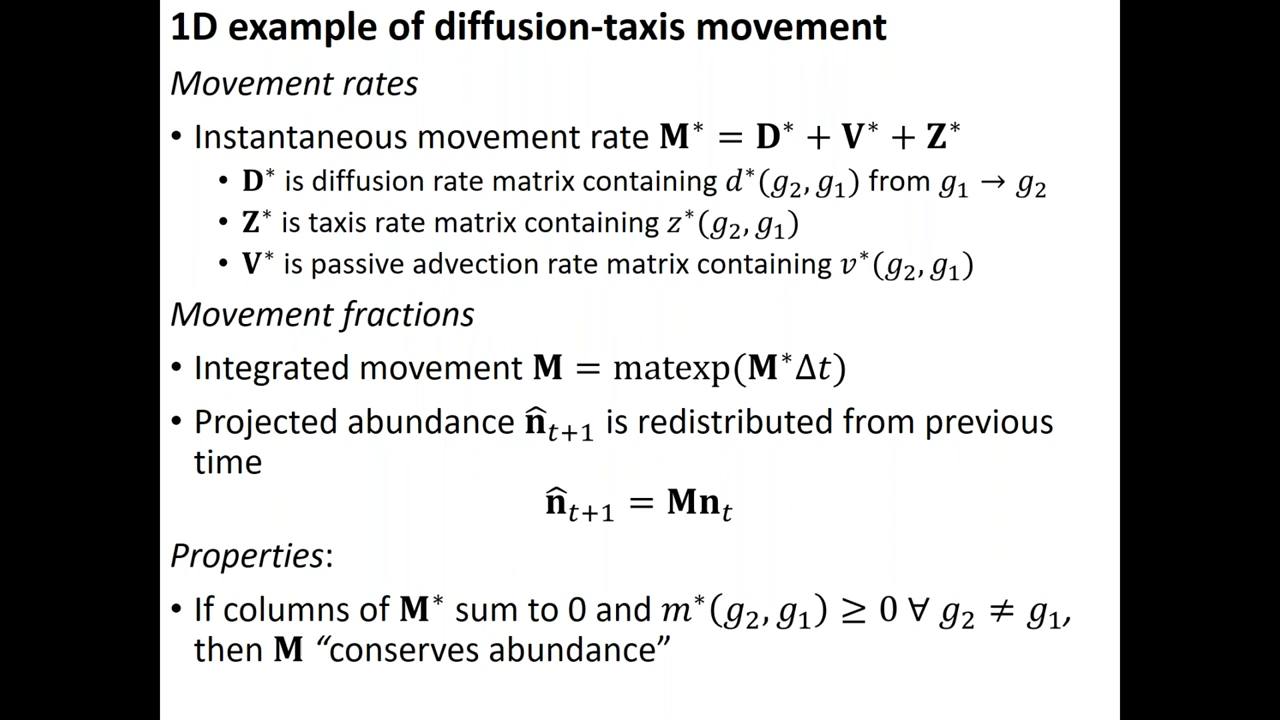 1D example of diffusion-taxis movement
Movement rates
• Instantaneous movement rate 𝐌* = 𝐃* + 𝐕* + 𝐙*
• 𝐃* is diffusion rate matrix containing 𝑑*(𝑔₂, 𝑔₁) from 𝑔₁ → 𝑔₂
• 𝐙* is taxis rate matrix containing 𝑧*(𝑔₂, 𝑔₁)
• 𝐕* is passive advection rate matrix containing 𝑣*(𝑔₂, 𝑔₁)
Movement fractions
• Integrated movement 𝐌 = matexp(𝐌*Δ𝑡)
• Projected abundance 𝐧̂ₜ₊₁ is redistributed from previous
time
𝐧̂ₜ₊₁ = 𝐌𝐧ₜ
Properties:
• If columns of 𝐌* sum to 0 and 𝑚*(𝑔₂, 𝑔₁) ≥ 0 ∀ 𝑔₂ ≠ 𝑔₁,
then 𝐌 “conserves abundance”